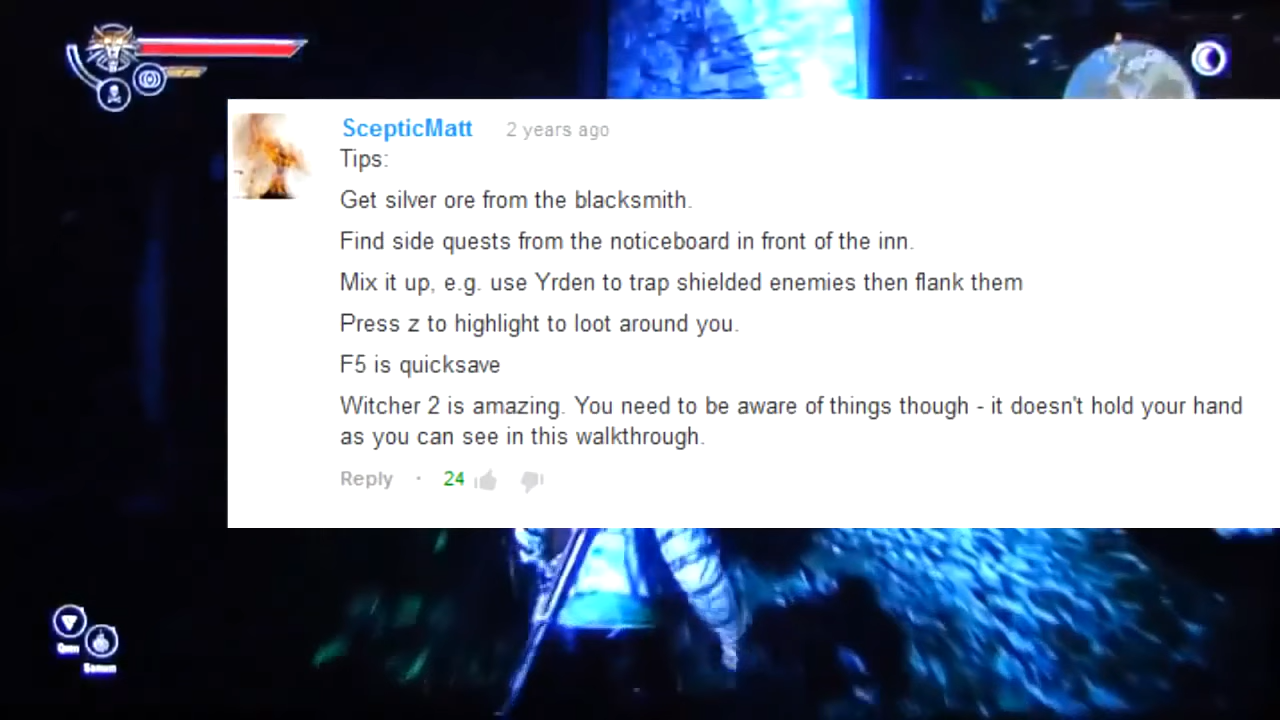 ScepticMatt 2 years ago
Tips:
Get silver ore from the blacksmith.
Find side quests from the noticeboard in front of the inn.
Mix it up, e.g. use Yrden to trap shielded enemies then flank them
Press z to highlight to loot around you.
F5 is quicksave
Witcher 2 is amazing. You need to be aware of things though - it doesn't hold your hand
as you can see in this walkthrough.
Reply · 24
Quen